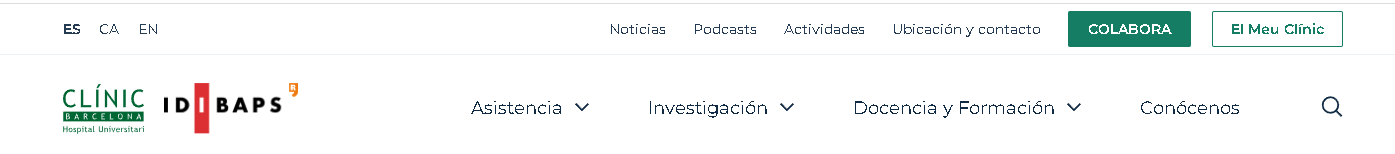 ES CA EN Noticias Podcasts Actividades Ubicación y contacto COLABORA El Meu Clínic
CLÍNIC
BARCELONA
Hospital Universitari
IDIBAPS
R
Asistencia Investigación Docencia y Formación Conócenos